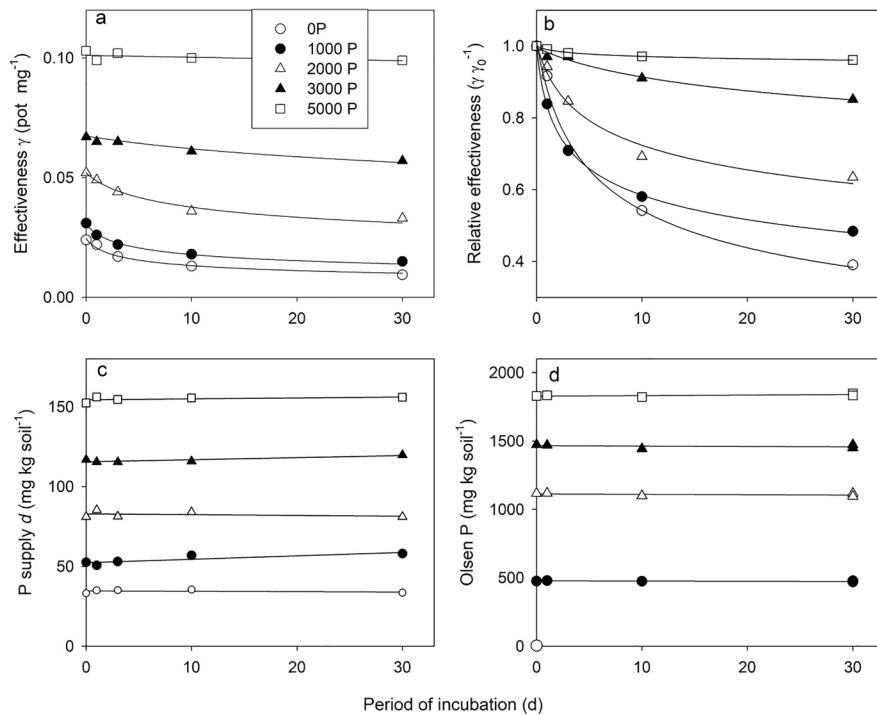 a
0P
1000 P
2000 P
3000 P
5000 P
Effectiveness γ (pot mg⁻¹)
0.10
0.05
0.00
0 10 20 30
b
Relative effectiveness (γ γ₀⁻¹)
1.0
0.8
0.6
0.4
0 10 20 30
c
P supply d (mg kg soil⁻¹)
150
100
50
0
0 10 20 30
d
Olsen P (mg kg soil⁻¹)
2000
1500
1000
500
0
0 10 20 30
Period of incubation (d)